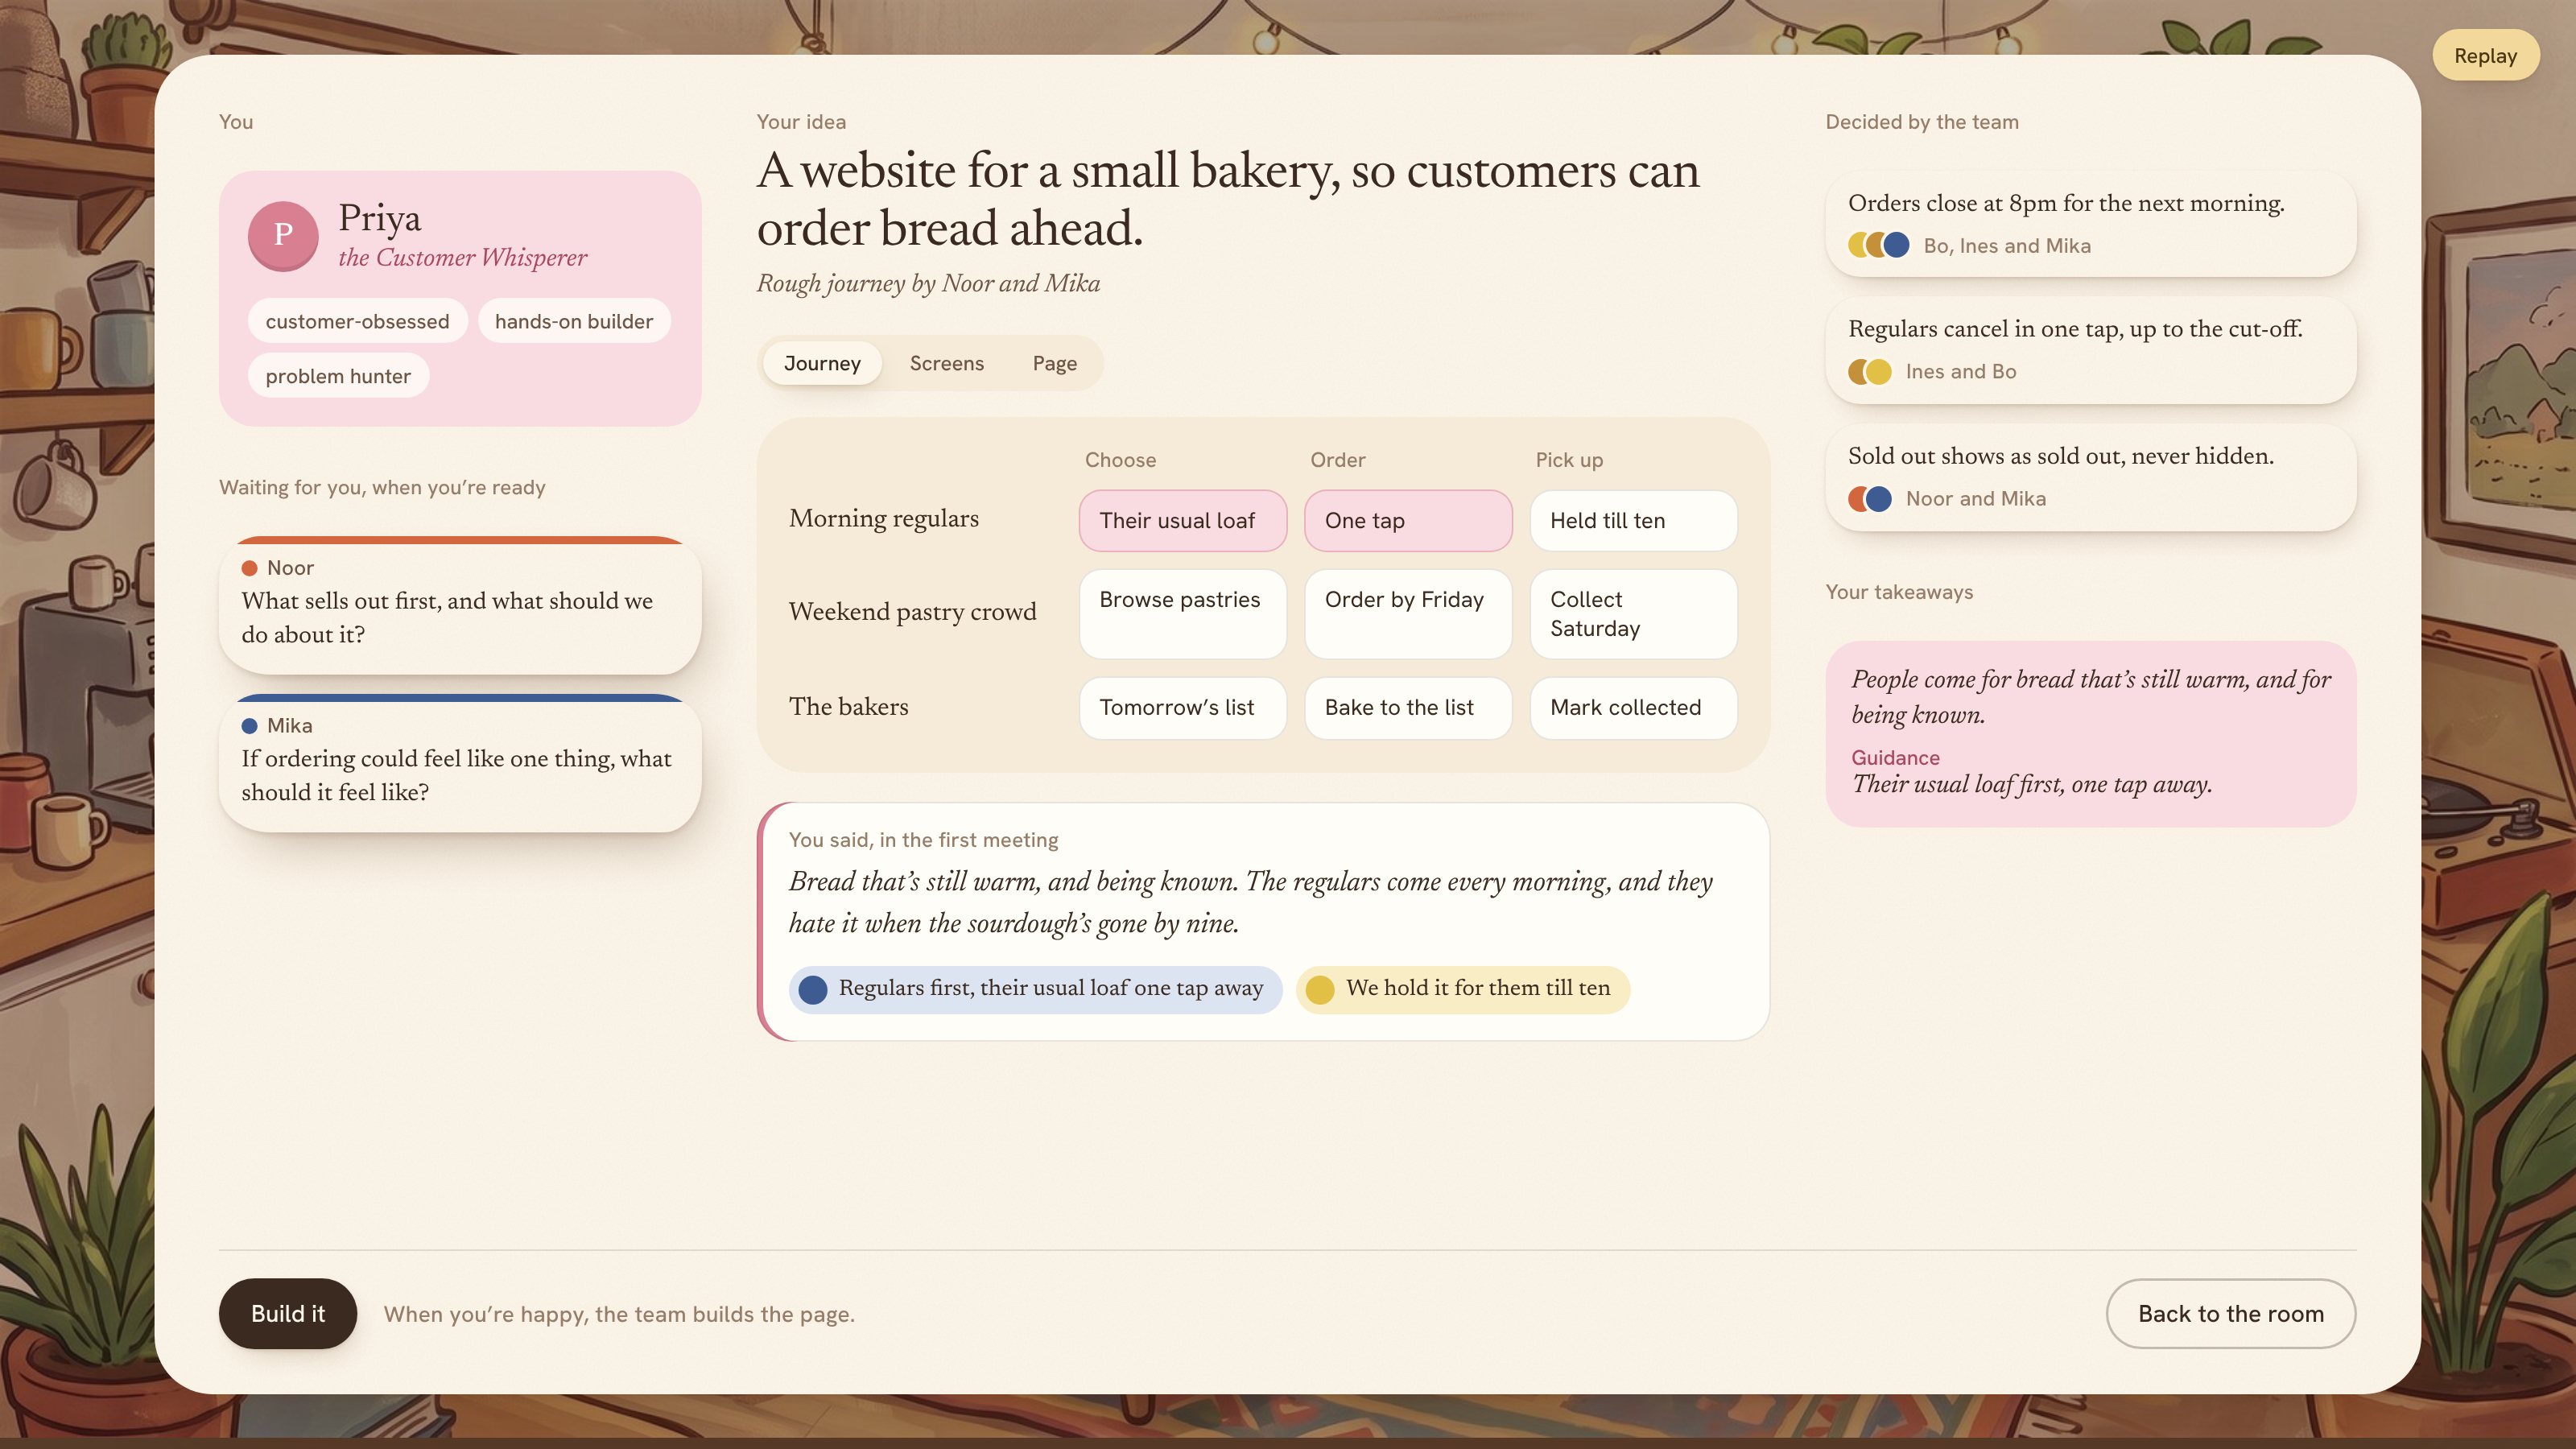 Replay
You
P
Priya
the Customer Whisperer
customer-obsessed
hands-on builder
problem hunter
Waiting for you, when you’re ready
Noor
What sells out first, and what should we
do about it?
Mika
If ordering could feel like one thing, what
should it feel like?
Your idea
A website for a small bakery, so customers can
order bread ahead.
Rough journey by Noor and Mika
Journey
Screens
Page
Choose
Order
Pick up
Morning regulars
Their usual loaf
One tap
Held till ten
Weekend pastry crowd
Browse pastries
Order by Friday
Collect
Saturday
The bakers
Tomorrow’s list
Bake to the list
Mark collected
You said, in the first meeting
Bread that’s still warm, and being known. The regulars come every morning, and they
hate it when the sourdough’s gone by nine.
Regulars first, their usual loaf one tap away
We hold it for them till ten
Decided by the team
Orders close at 8pm for the next morning.
Bo, Ines and Mika
Regulars cancel in one tap, up to the cut-off.
Ines and Bo
Sold out shows as sold out, never hidden.
Noor and Mika
Your takeaways
People come for bread that’s still warm, and for
being known.
Guidance
Their usual loaf first, one tap away.
Build it
When you’re happy, the team builds the page.
Back to the room